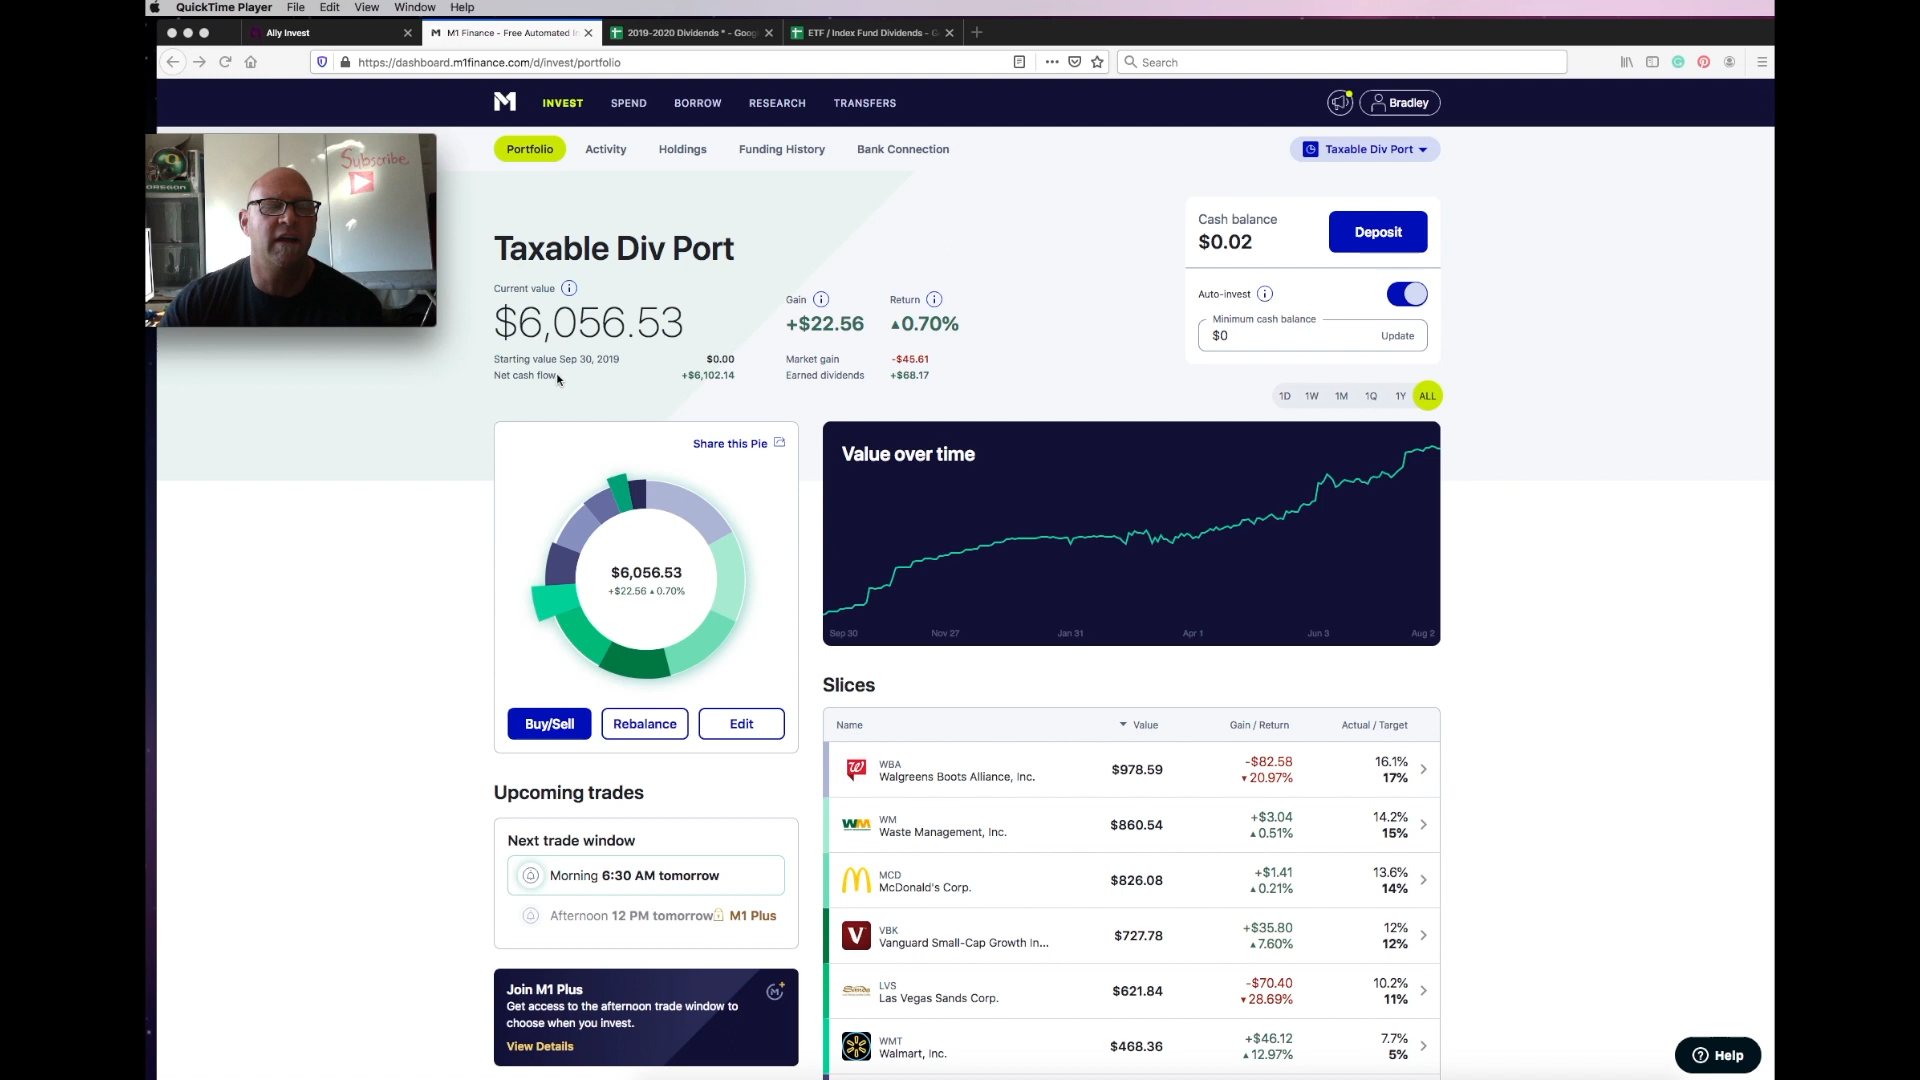 QuickTime Player File Edit View Window Help
Ally Invest
M1 Finance - Free Automated In
2019-2020 Dividends * - Goog
ETF / Index Fund Dividends - G
https://dashboard.m1finance.com/d/invest/portfolio
Search
INVEST SPEND BORROW RESEARCH TRANSFERS
Bradley
Portfolio Activity Holdings Funding History Bank Connection
Taxable Div Port
Subscribe
OREGON
Taxable Div Port
Current value
$6,056.53
Starting value Sep 30, 2019 $0.00
Net cash flow +$6,102.14
Gain
+$22.56
Return
▲0.70%
Market gain -$45.61
Earned dividends +$68.17
Cash balance
$0.02
Deposit
Auto-invest
Minimum cash balance
$0
Update
1D 1W 1M 1Q 1Y ALL
Share this Pie
$6,056.53
+$22.56 ▲0.70%
Buy/Sell Rebalance Edit
Value over time
Sep 30 Nov 27 Jan 31 Apr 1 Jun 3 Aug 2
Upcoming trades
Next trade window
Morning 6:30 AM tomorrow
Afternoon 12 PM tomorrow M1 Plus
Join M1 Plus
Get access to the afternoon trade window to
choose when you invest.
View Details
Slices
Name Value Gain / Return Actual / Target
WBA
Walgreens Boots Alliance, Inc.
$978.59
-$82.58
▼20.97%
16.1%
17%
WM
Waste Management, Inc.
$860.54
+$3.04
▲0.51%
14.2%
15%
MCD
McDonald's Corp.
$826.08
+$1.41
▲0.21%
13.6%
14%
VBK
Vanguard Small-Cap Growth In...
$727.78
+$35.80
▲7.60%
12%
12%
Sands
LVS
Las Vegas Sands Corp.
$621.84
-$70.40
▼28.69%
10.2%
11%
WMT
Walmart, Inc.
$468.36
+$46.12
▲12.97%
7.7%
5%
Help